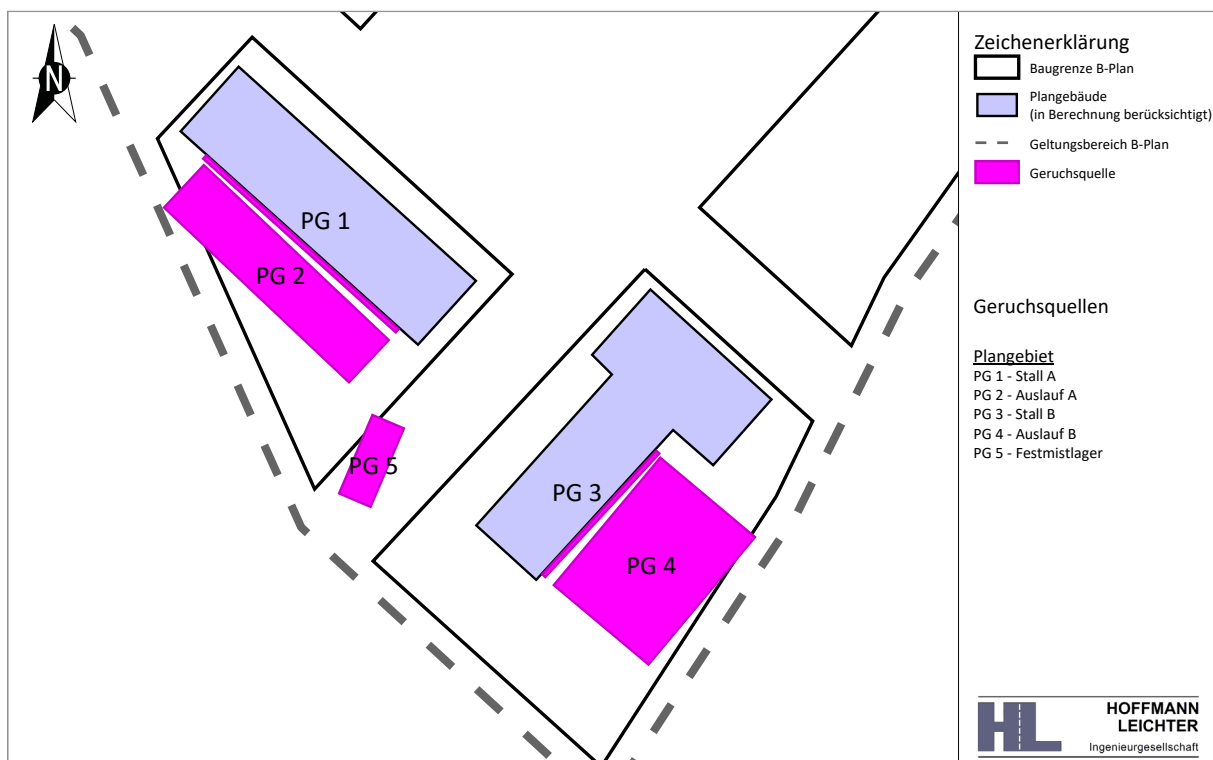 N
PG 1
PG 2
PG 5
PG 3
PG 4
Zeichenerklärung
Baugrenze B-Plan
Plangebäude
(in Berechnung berücksichtigt)
Geltungsbereich B-Plan
Geruchsquelle
Geruchsquellen
Plangebiet
PG 1 - Stall A
PG 2 - Auslauf A
PG 3 - Stall B
PG 4 - Auslauf B
PG 5 - Festmistlager
HL
HOFFMANN
LEICHTER
Ingenieurgesellschaft